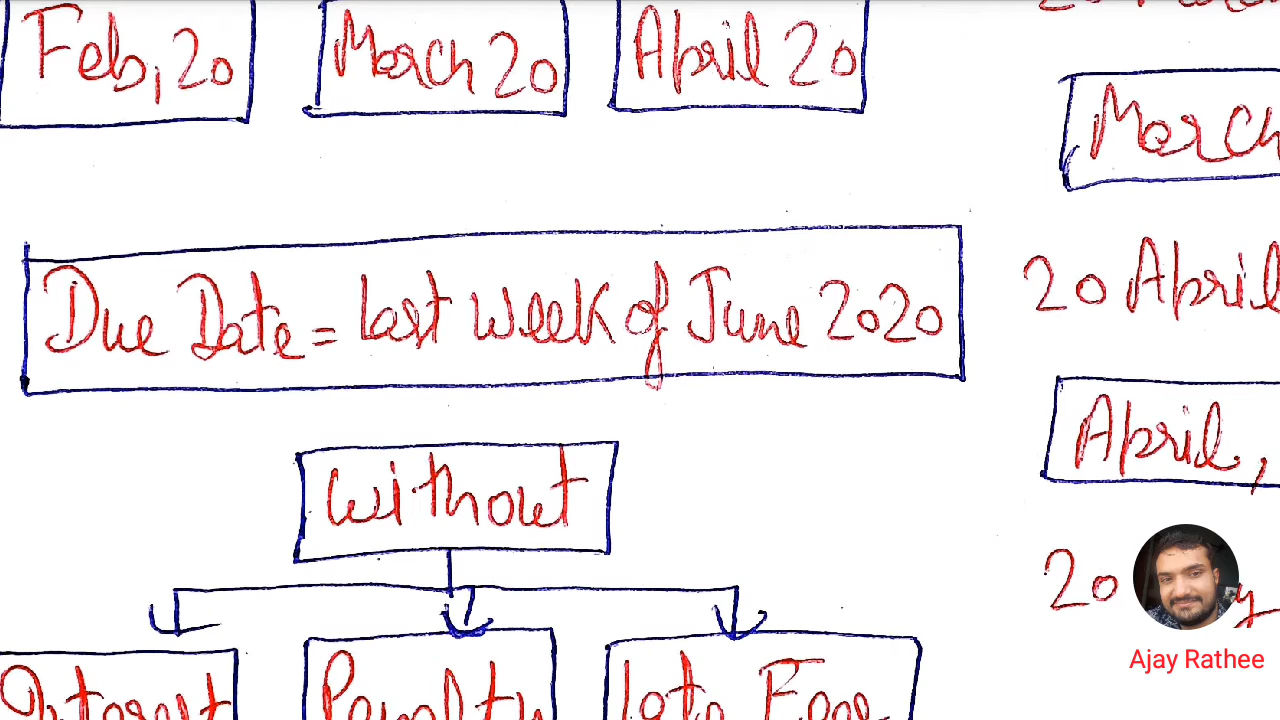 Feb, 20 March 20 April 20
March
20 April
Due Date = last week of June 2020
April,
without
20
Ajay Rathee
Interest Penalty late Fees